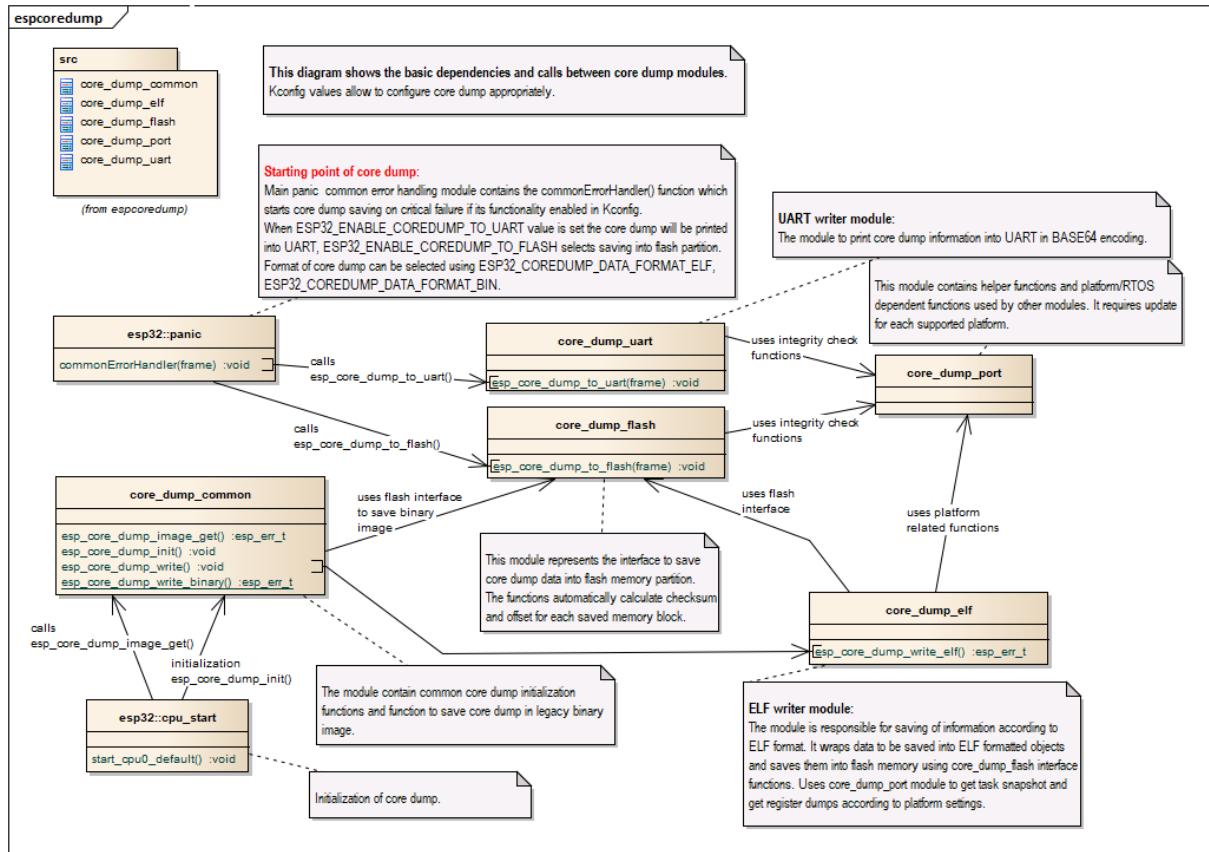 espcoredump
src
core_dump_common
core_dump_elf
core_dump_flash
core_dump_port
core_dump_uart
(from espcoredump)
This diagram shows the basic dependencies and calls between core dump modules.
Kconfig values allow to configure core dump appropriately.
Starting point of core dump:
Main panic common error handling module contains the commonErrorHandler() function which
starts core dump saving on critical failure if its functionality enabled in Kconfig.
When ESP32_ENABLE_COREDUMP_TO_UART value is set the core dump will be printed
into UART, ESP32_ENABLE_COREDUMP_TO_FLASH selects saving into flash partition.
Format of core dump can be selected using ESP32_COREDUMP_DATA_FORMAT_ELF,
ESP32_COREDUMP_DATA_FORMAT_BIN.
UART writer module:
The module to print core dump information into UART in BASE64 encoding.
This module contains helper functions and platform/RTOS
dependent functions used by other modules. It requires update
for each supported platform.
esp32::panic
commonErrorHandler(frame) :void
calls
esp_core_dump_to_uart()
core_dump_uart
esp_core_dump_to_uart(frame) :void
uses integrity check
functions
core_dump_port
calls
esp_core_dump_to_flash()
core_dump_flash
esp_core_dump_to_flash(frame) :void
uses integrity check
functions
core_dump_common
esp_core_dump_image_get() :esp_err_t
esp_core_dump_init() :void
esp_core_dump_write() :void
esp_core_dump_write_binary() :esp_err_t
uses flash interface
to save binary
image
uses flash
interface
uses platform
related functions
This module represents the interface to save
core dump data into flash memory partition.
The functions automatically calculate checksum
and offset for each saved memory block.
core_dump_elf
esp_core_dump_write_elf() :esp_err_t
calls
esp_core_dump_image_get()
initialization
esp_core_dump_init()
The module contain common core dump initialization
functions and function to save core dump in legacy binary
image.
esp32::cpu_start
start_cpu0_default() :void
Initialization of core dump.
ELF writer module:
The module is responsible for saving of information according to
ELF format. It wraps data to be saved into ELF formatted objects
and saves them into flash memory using core_dump_flash interface
functions. Uses core_dump_port module to get task snapshot and
get register dumps according to platform settings.